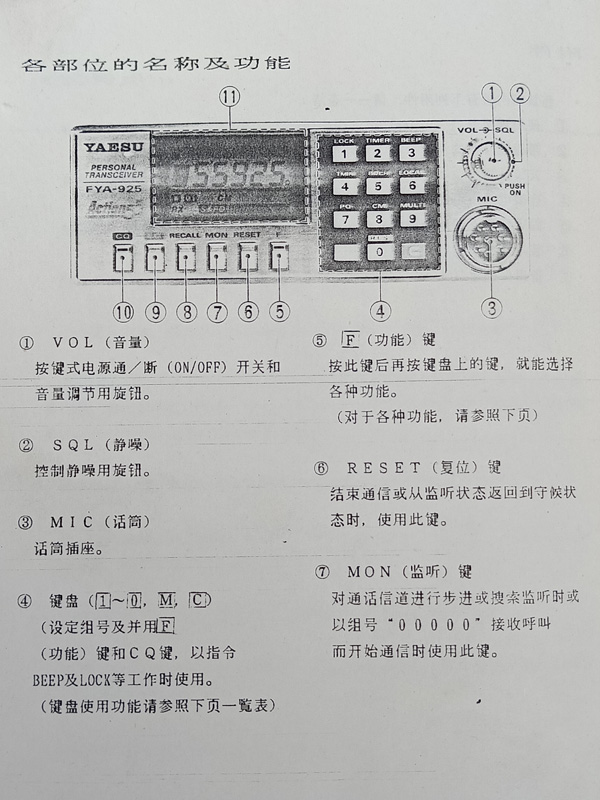 各部位的名称及功能
⑪
① ②
VOL SQL
PUSH
ON
MIC
YAESU
PERSONAL
TRANSCEIVER
FYA-925
155925
LOCK TIMER BEEP
1 2 3
4 5 6
7 8 9
CME MULTI
0
CQ RECALL MON RESET F
⑩ ⑨ ⑧ ⑦ ⑥ ⑤ ④ ③
① VOL(音量)
按键式电源通/断(ON/OFF)开关和
音量调节用旋钮。
② SQL(静噪)
控制静噪用旋钮。
③ MIC(话筒)
话筒插座。
④ 键盘(1~0, M, C)
(设定组号及并用F
(功能)键和CQ键,以指令
BEEP及LOCK等工作时使用。
(键盘使用功能请参照下页一览表)
⑤ F(功能)键
按此键后再按键盘上的键,就能选择
各种功能。
(对于各种功能,请参照下页)
⑥ RESET(复位)键
结束通信或从监听状态返回到守候状
态时,使用此键。
⑦ MON(监听)键
对通话信道进行步进或搜索监听时或
以组号“00000”接收呼叫
而开始通信时使用此键。